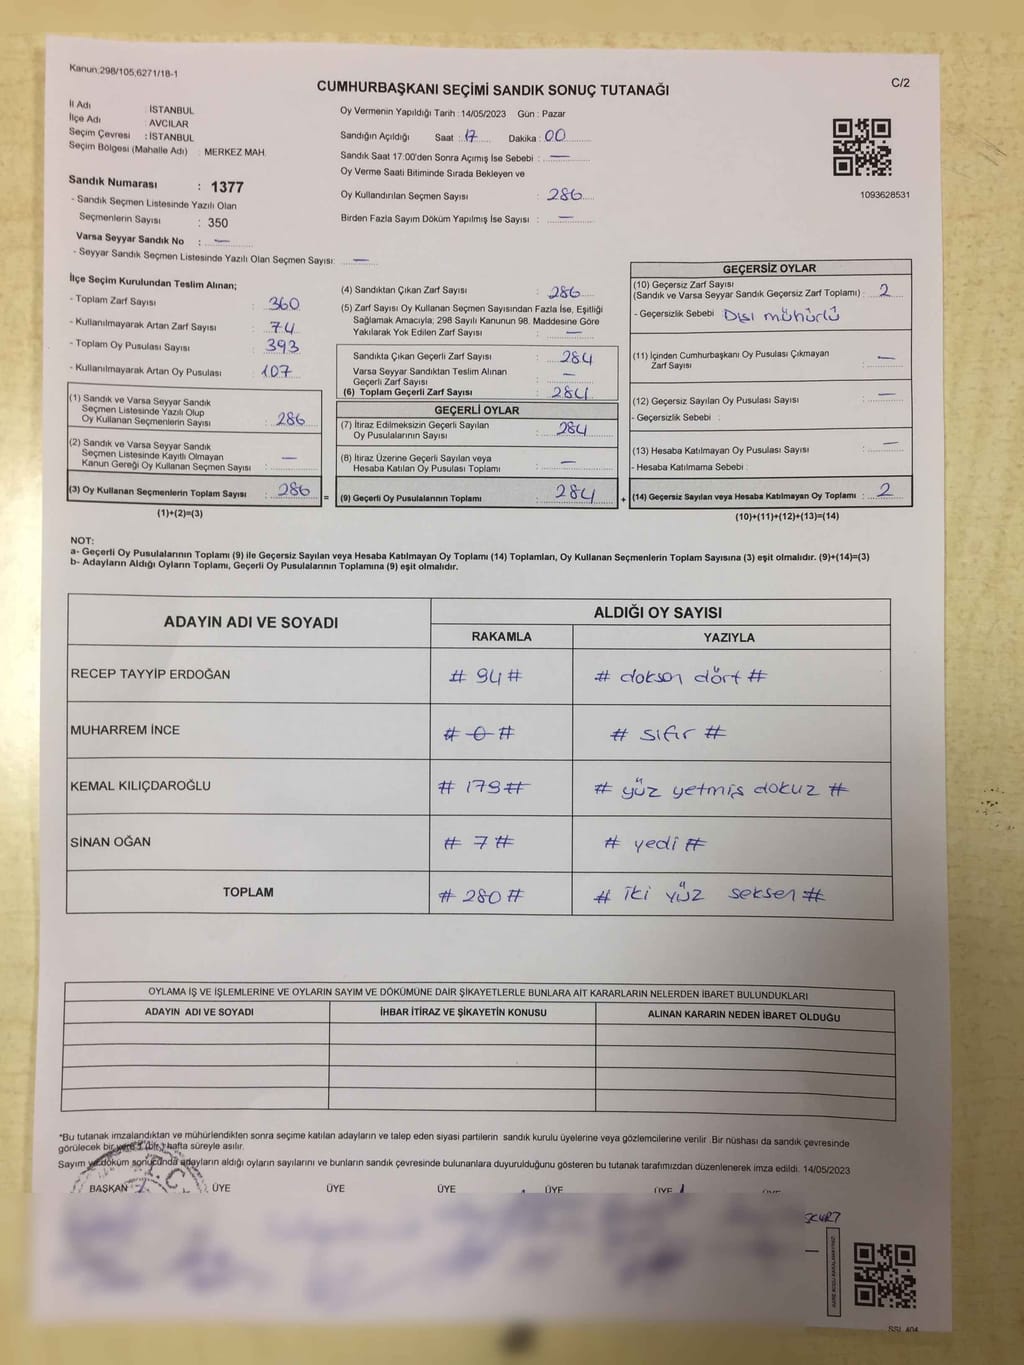 Kanun:298/105,6271/18-1
C/2
CUMHURBAŞKANI SEÇİMİ SANDIK SONUÇ TUTANAĞI
İl Adı : İSTANBUL
İlçe Adı : AVCILAR
Seçim Çevresi : İSTANBUL
Seçim Bölgesi (Mahalle Adı) : MERKEZ MAH.
Sandık Numarası : 1377
- Sandık Seçmen Listesinde Yazılı Olan
Seçmenlerin Sayısı : 350
Varsa Seyyar Sandık No : —
- Seyyar Sandık Seçmen Listesinde Yazılı Olan Seçmen Sayısı: —
Oy Vermenin Yapıldığı Tarih : 14/05/2023 Gün : Pazar
Sandığın Açıldığı Saat : 17 Dakika : 00
Sandık Saat 17:00'den Sonra Açımış İse Sebebi : —
Oy Verme Saati Bitiminde Sırada Bekleyen ve
Oy Kullandırılan Seçmen Sayısı : 286
Birden Fazla Sayım Döküm Yapılmış İse Sayısı : —
1093628531
İlçe Seçim Kurulundan Teslim Alınan;
- Toplam Zarf Sayısı : 360
- Kullanılmayarak Artan Zarf Sayısı : 74
- Toplam Oy Pusulası Sayısı : 393
- Kullanılmayarak Artan Oy Pusulası : 107
(1) Sandık ve Varsa Seyyar Sandık
Seçmen Listesinde Yazılı Olup
Oy Kullanan Seçmenlerin Sayısı : 286
(2) Sandık ve Varsa Seyyar Sandık
Seçmen Listesinde Kayıtlı Olmayan
Kanun Gereği Oy Kullanan Seçmen Sayısı : —
(3) Oy Kullanan Seçmenlerin Toplam Sayısı : 286
(1)+(2)=(3)
=
(4) Sandıktan Çıkan Zarf Sayısı : 286
(5) Zarf Sayısı Oy Kullanan Seçmen Sayısından Fazla İse, Eşitliği
Sağlamak Amacıyla; 298 Sayılı Kanunun 98. Maddesine Göre
Yakılarak Yok Edilen Zarf Sayısı : —
Sandıkta Çıkan Geçerli Zarf Sayısı : 284
Varsa Seyyar Sandıktan Teslim Alınan
Geçerli Zarf Sayısı : —
(6) Toplam Geçerli Zarf Sayısı : 284
GEÇERLİ OYLAR
(7) İtiraz Edilmeksizin Geçerli Sayılan
Oy Pusulalarının Sayısı : 284
(8) İtiraz Üzerine Geçerli Sayılan veya
Hesaba Katılan Oy Pusulası Toplamı : —
(9) Geçerli Oy Pusulalarının Toplamı : 284
+
GEÇERSİZ OYLAR
(10) Geçersiz Zarf Sayısı
(Sandık ve Varsa Seyyar Sandık Geçersiz Zarf Toplamı) : 2
- Geçersizlik Sebebi : Dışı mühürlü
(11) İçinden Cumhurbaşkanı Oy Pusulası Çıkmayan
Zarf Sayısı : —
(12) Geçersiz Sayılan Oy Pusulası Sayısı : —
- Geçersizlik Sebebi :
(13) Hesaba Katılmayan Oy Pusulası Sayısı : —
- Hesaba Katılmama Sebebi :
(14) Geçersiz Sayılan veya Hesaba Katılmayan Oy Toplamı : 2
(10)+(11)+(12)+(13)=(14)
NOT:
a- Geçerli Oy Pusulalarının Toplamı (9) ile Geçersiz Sayılan veya Hesaba Katılmayan Oy Toplamı (14) Toplamları, Oy Kullanan Seçmenlerin Toplam Sayısına (3) eşit olmalıdır. (9)+(14)=(3)
b- Adayların Aldığı Oyların Toplamı, Geçerli Oy Pusulalarının Toplamına (9) eşit olmalıdır.
ADAYIN ADI VE SOYADI
ALDIĞI OY SAYISI
RAKAMLA YAZIYLA
RECEP TAYYİP ERDOĞAN # 94 # # doksan dört #
MUHARREM İNCE # 0 # # sıfır #
KEMAL KILIÇDAROĞLU # 179 # # yüz yetmiş dokuz #
SİNAN OĞAN # 7 # # yedi #
TOPLAM # 280 # # iki yüz seksen #
OYLAMA İŞ VE İŞLEMLERİNE VE OYLARIN SAYIM VE DÖKÜMÜNE DAİR ŞİKAYETLERLE BUNLARA AİT KARARLARIN NELERDEN İBARET BULUNDUKLARI
ADAYIN ADI VE SOYADI İHBAR İTİRAZ VE ŞİKAYETİN KONUSU ALINAN KARARIN NEDEN İBARET OLDUĞU
*Bu tutanak imzalandıktan ve mühürlendikten sonra seçime katılan adayların ve talep eden siyasi partilerin sandık kurulu üyelerine veya gözlemcilerine verilir. Bir nüshası da sandık çevresinde
görülecek bir yere 1 (bir) hafta süreyle asılır.
Sayım ve döküm sonucunda adayların aldığı oyların sayılarını ve bunların sandık çevresinde bulunanlara duyurulduğunu gösteren bu tutanak tarafımızdan düzenlenerek imza edildi. 14/05/2023
BAŞKAN ÜYE ÜYE ÜYE ÜYE ÜYE ÜYE
T.C.